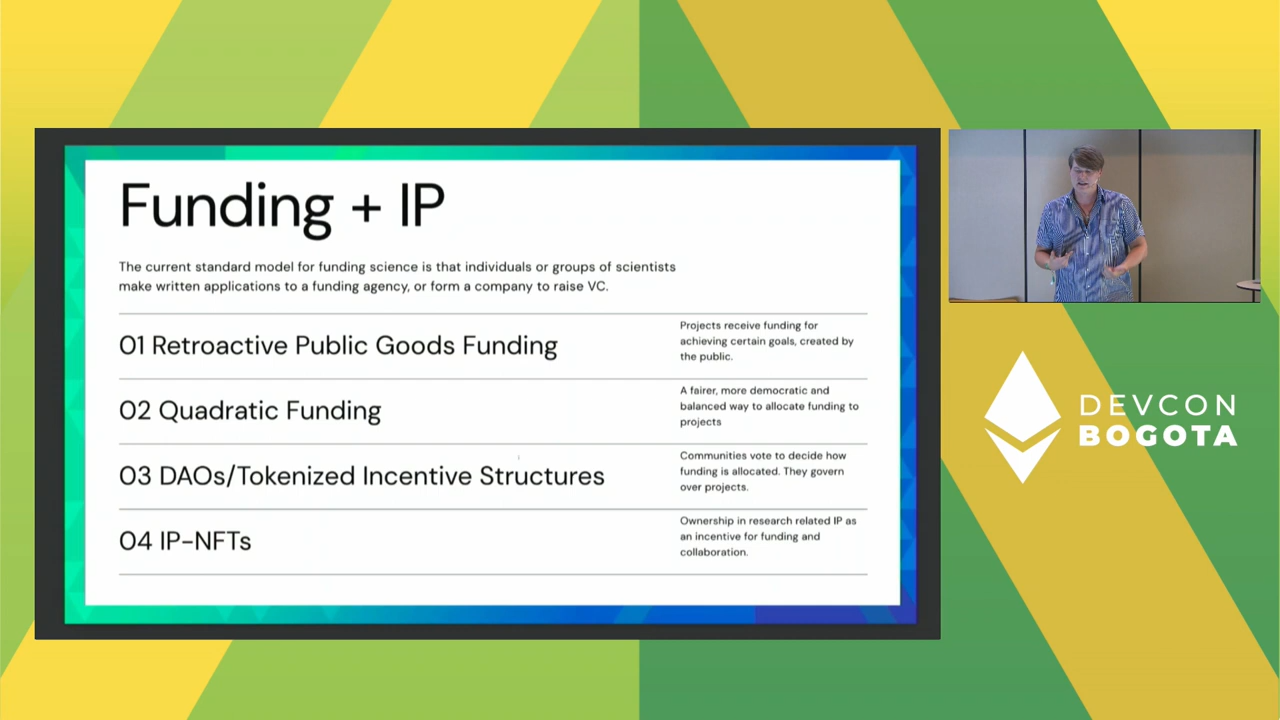 Funding + IP
The current standard model for funding science is that individuals or groups of scientists
make written applications to a funding agency, or form a company to raise VC.
01 Retroactive Public Goods Funding
Projects receive funding for
achieving certain goals, created by
the public.
02 Quadratic Funding
A fairer, more democratic and
balanced way to allocate funding to
projects
03 DAOs/Tokenized Incentive Structures
Communities vote to decide how
funding is allocated. They govern
over projects.
04 IP-NFTs
Ownership in research related IP as
an incentive for funding and
collaboration.
DEVCON
BOGOTA